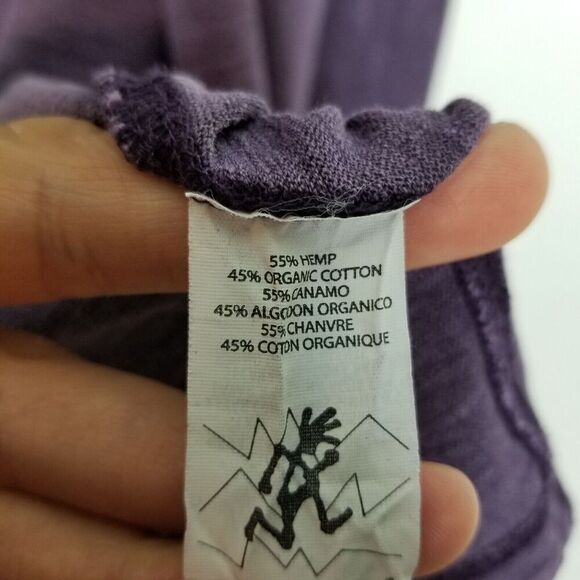 55% HEMP
45% ORGANIC COTTON
55% CANAMO
45% ALGODON ORGANICO
55% CHANVRE
45% COTON ORGANIQUE